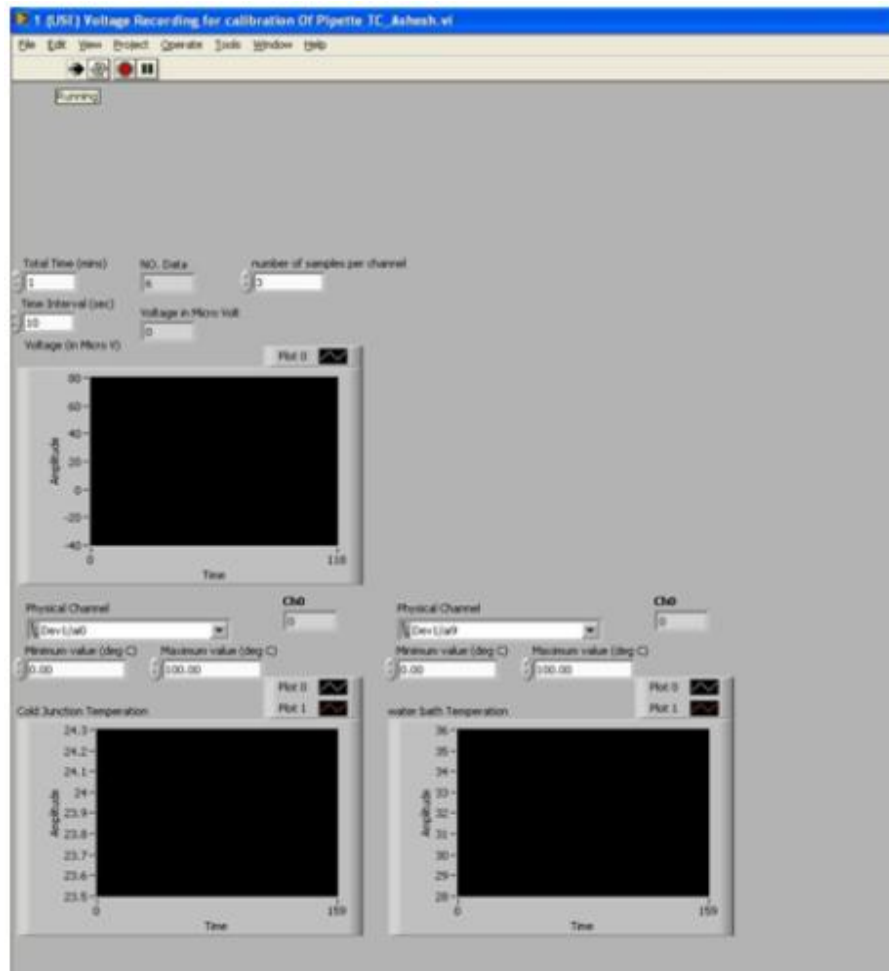 1 (USE) Voltage Recording for calibration Of Pipette TC_Ashesh.vi
File Edit View Project Operate Tools Window Help
Running
Total Time (mins) NO. Data number of samples per channel
1 6 3
Time Interval (sec) Voltage in Micro Volt
10 0
Voltage (in Micro V)
Plot 0
80
60
40
20
0
-20
-40
Amplitude
0 118
Time
Physical Channel Ch0 Physical Channel Ch0
Dev1/ai0 0 Dev1/ai9 0
Minimum value (deg C) Maximum value (deg C) Minimum value (deg C) Maximum value (deg C)
0.00 100.00 0.00 100.00
Plot 0 Plot 0
Plot 1 Plot 1
Cold Junction Temperation water bath Temperation
24.3 36
24.2 35
24.1 34
24 33
23.9 32
23.8 31
23.7 30
23.6 29
23.5 28
Amplitude Amplitude
0 159 0 159
Time Time